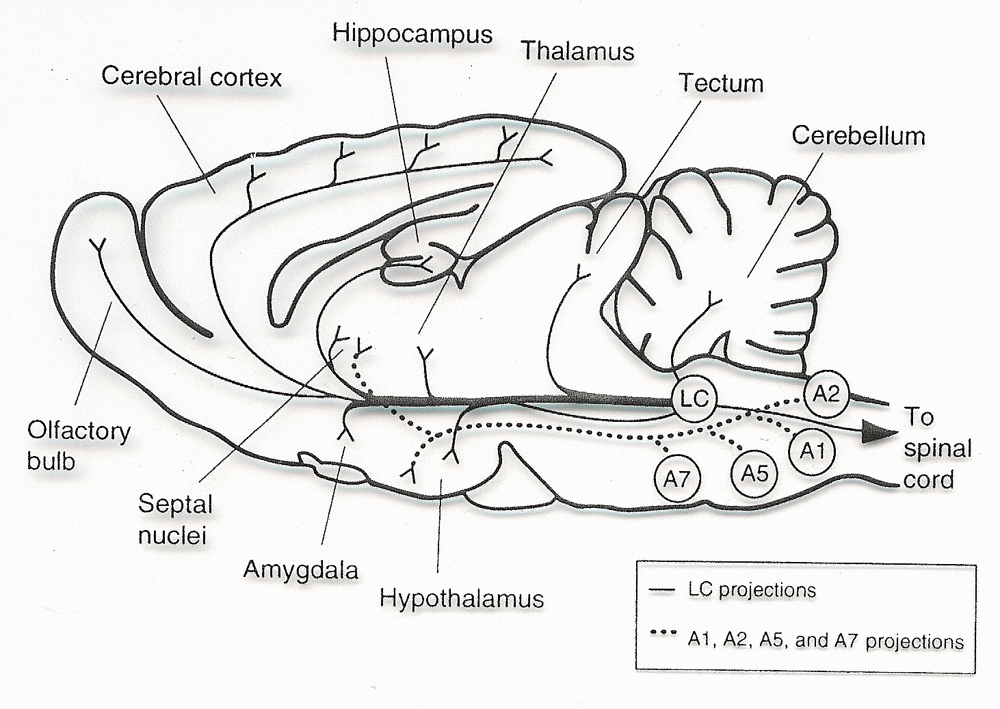 Hippocampus
Thalamus
Cerebral cortex
Tectum
Cerebellum
LC
A2
To
spinal
cord
A1
A5
A7
Olfactory
bulb
Septal
nuclei
Amygdala
Hypothalamus
LC projections
A1, A2, A5, and A7 projections